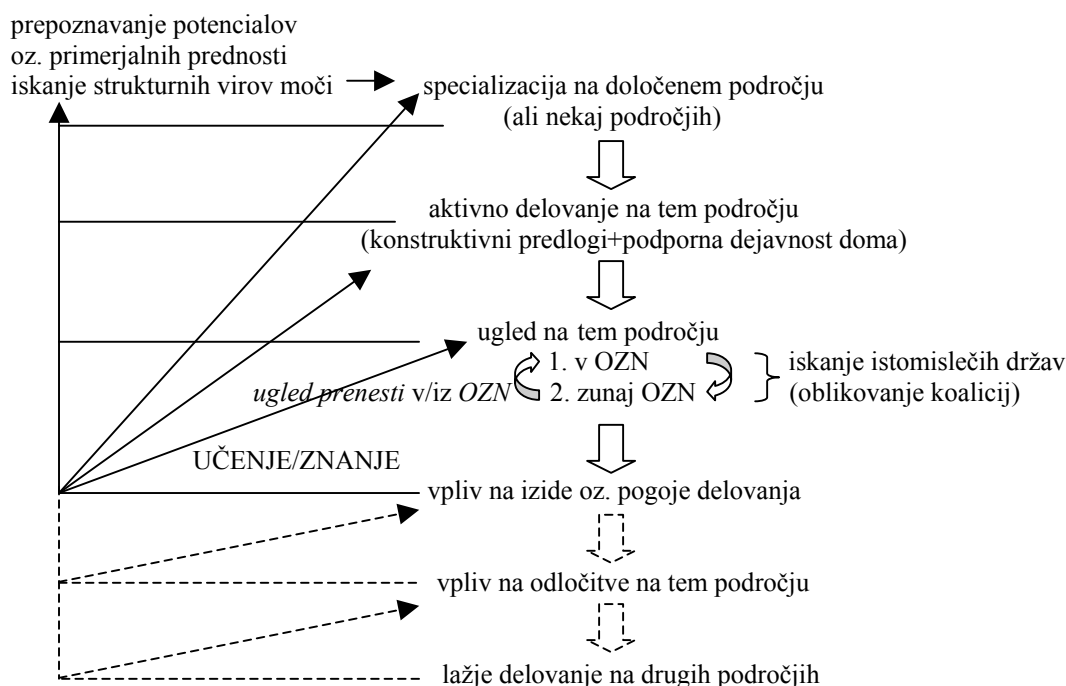 prepoznavanje potencialov
oz. primerjalnih prednosti
iskanje strukturnih virov moči
specializacija na določenem področju
(ali nekaj področjih)
aktivno delovanje na tem področju
(konstruktivni predlogi+podporna dejavnost doma)
ugled na tem področju
1. v OZN
2. zunaj OZN
ugled prenesti v/iz OZN
iskanje istomislečih držav
(oblikovanje koalicij)
UČENJE/ZNANJE
vpliv na izide oz. pogoje delovanja
vpliv na odločitve na tem področju
lažje delovanje na drugih področjih